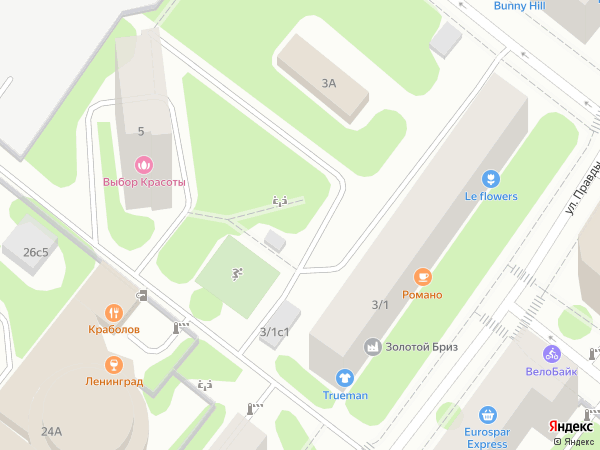 Bunny Hill
3А
5
Выбор Красоты
Le flowers
ул. Правды
26с5
Романо
3/1
Краболов
3/1с1
Золотой Бриз
Ленинград
ВелоБайк
Trueman
24А
Eurospar
Express
Яндекс
© Яндекс